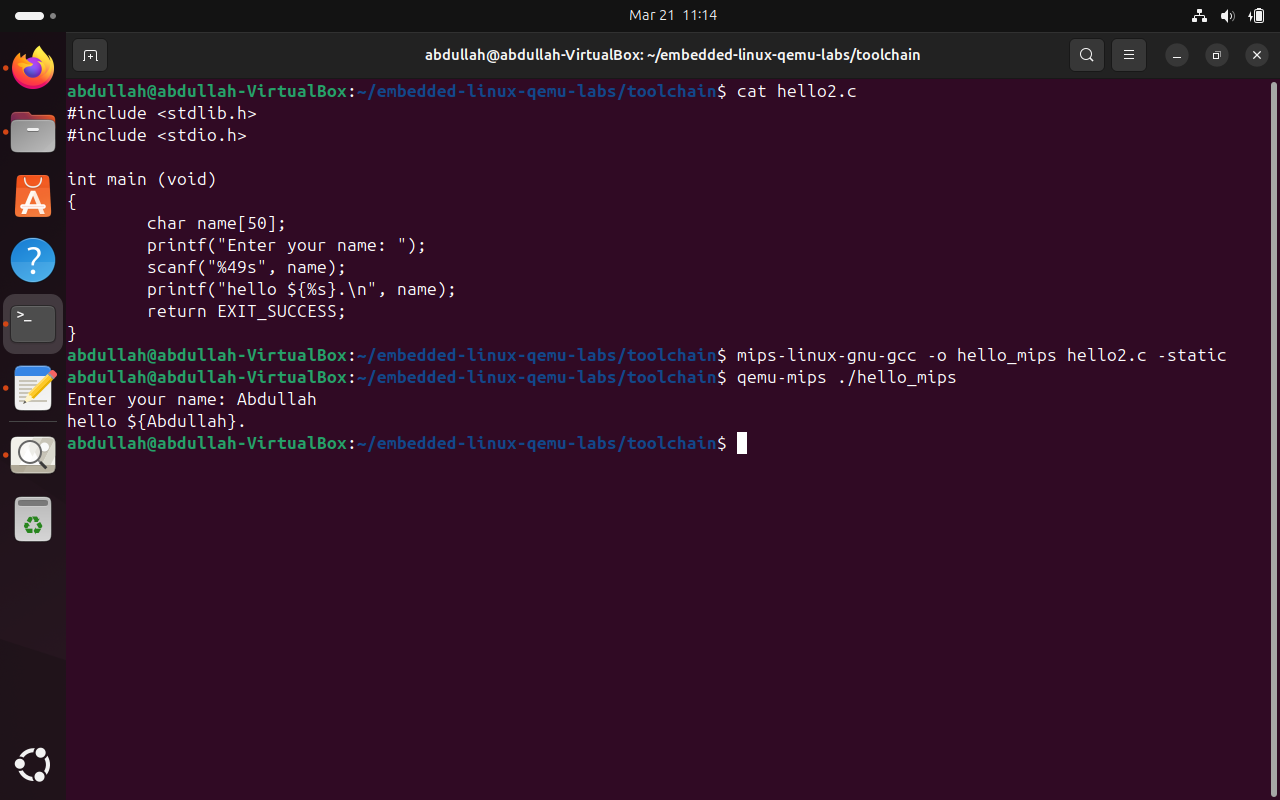 Mar 21 11:14
abdullah@abdullah-VirtualBox: ~/embedded-linux-qemu-labs/toolchain
abdullah@abdullah-VirtualBox:~/embedded-linux-qemu-labs/toolchain$ cat hello2.c
#include <stdlib.h>
#include <stdio.h>

int main (void)
{
        char name[50];
        printf("Enter your name: ");
        scanf("%49s", name);
        printf("hello ${%s}.\n", name);
        return EXIT_SUCCESS;
}
abdullah@abdullah-VirtualBox:~/embedded-linux-qemu-labs/toolchain$ mips-linux-gnu-gcc -o hello_mips hello2.c -static
abdullah@abdullah-VirtualBox:~/embedded-linux-qemu-labs/toolchain$ qemu-mips ./hello_mips
Enter your name: Abdullah
hello ${Abdullah}.
abdullah@abdullah-VirtualBox:~/embedded-linux-qemu-labs/toolchain$